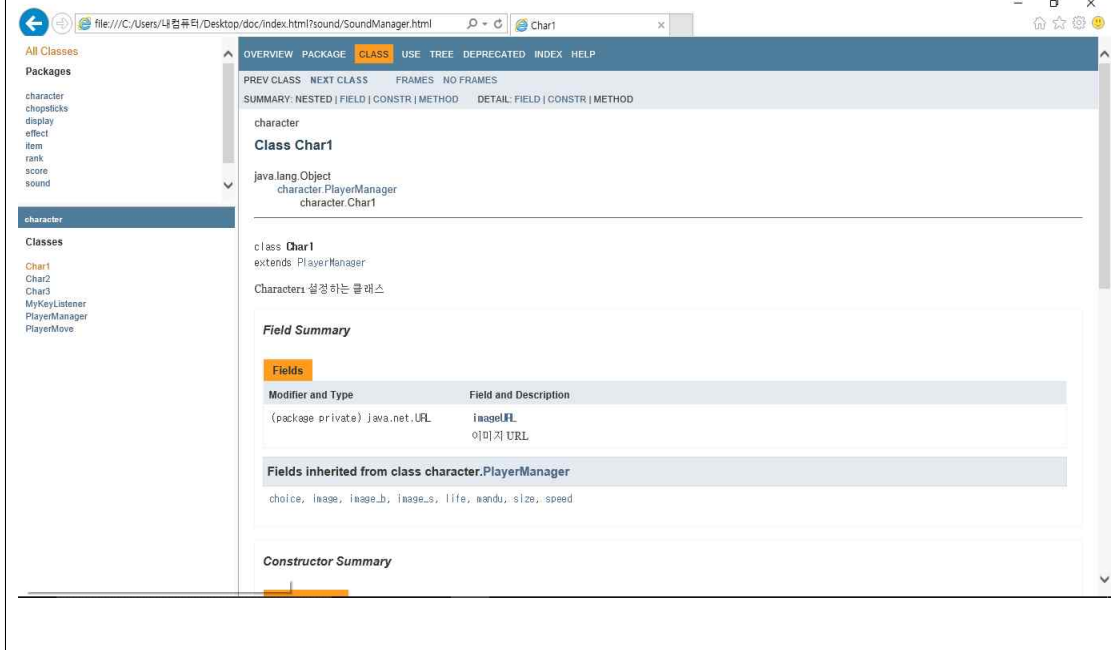 file:///C:/Users/내컴퓨터/Desktop/doc/index.html?sound/SoundManager.html
Char1
All Classes
Packages
character
chopsticks
display
effect
item
rank
score
sound
character
Classes
Char1
Char2
Char3
MyKeyListener
PlayerManager
PlayerMove
OVERVIEW PACKAGE CLASS USE TREE DEPRECATED INDEX HELP
PREV CLASS NEXT CLASS FRAMES NO FRAMES
SUMMARY: NESTED | FIELD | CONSTR | METHOD DETAIL: FIELD | CONSTR | METHOD
character
Class Char1
java.lang.Object
character.PlayerManager
character.Char1
class Char1
extends PlayerManager
Character1 설정하는 클래스
Field Summary
Fields
Modifier and Type Field and Description
(package private) java.net.URL imageURL
이미지 URL
Fields inherited from class character.PlayerManager
choice, image, image_b, image_s, life, mandu, size, speed
Constructor Summary